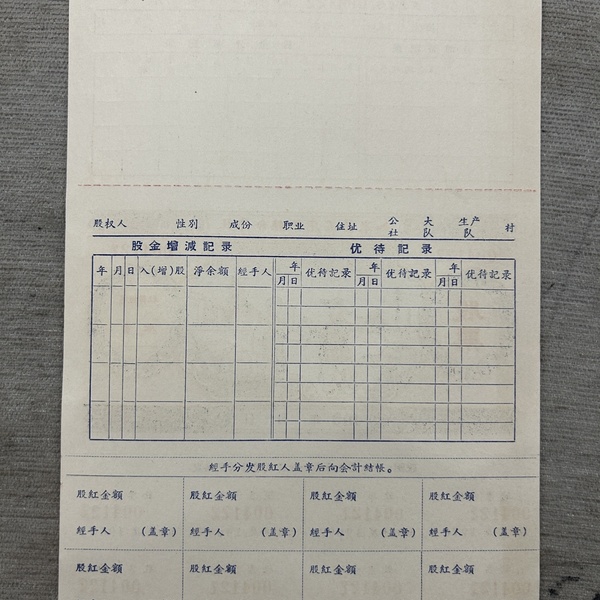 股权人 性别 成份 职业 住址 公社 大队 生产队 村
股金增减記录 优待記录
年 月 日 入(增)股 淨余額 經手人 年月日 优待記录 年月日 优待記录 年月日 优待記录
經手分发股紅人盖章后向会計結帳。
股紅金額 股紅金額 股紅金額 股紅金額
經手人 (盖章) 經手人 (盖章) 經手人 (盖章) 經手人 (盖章)
股紅金額 股紅金額 股紅金額 股紅金額